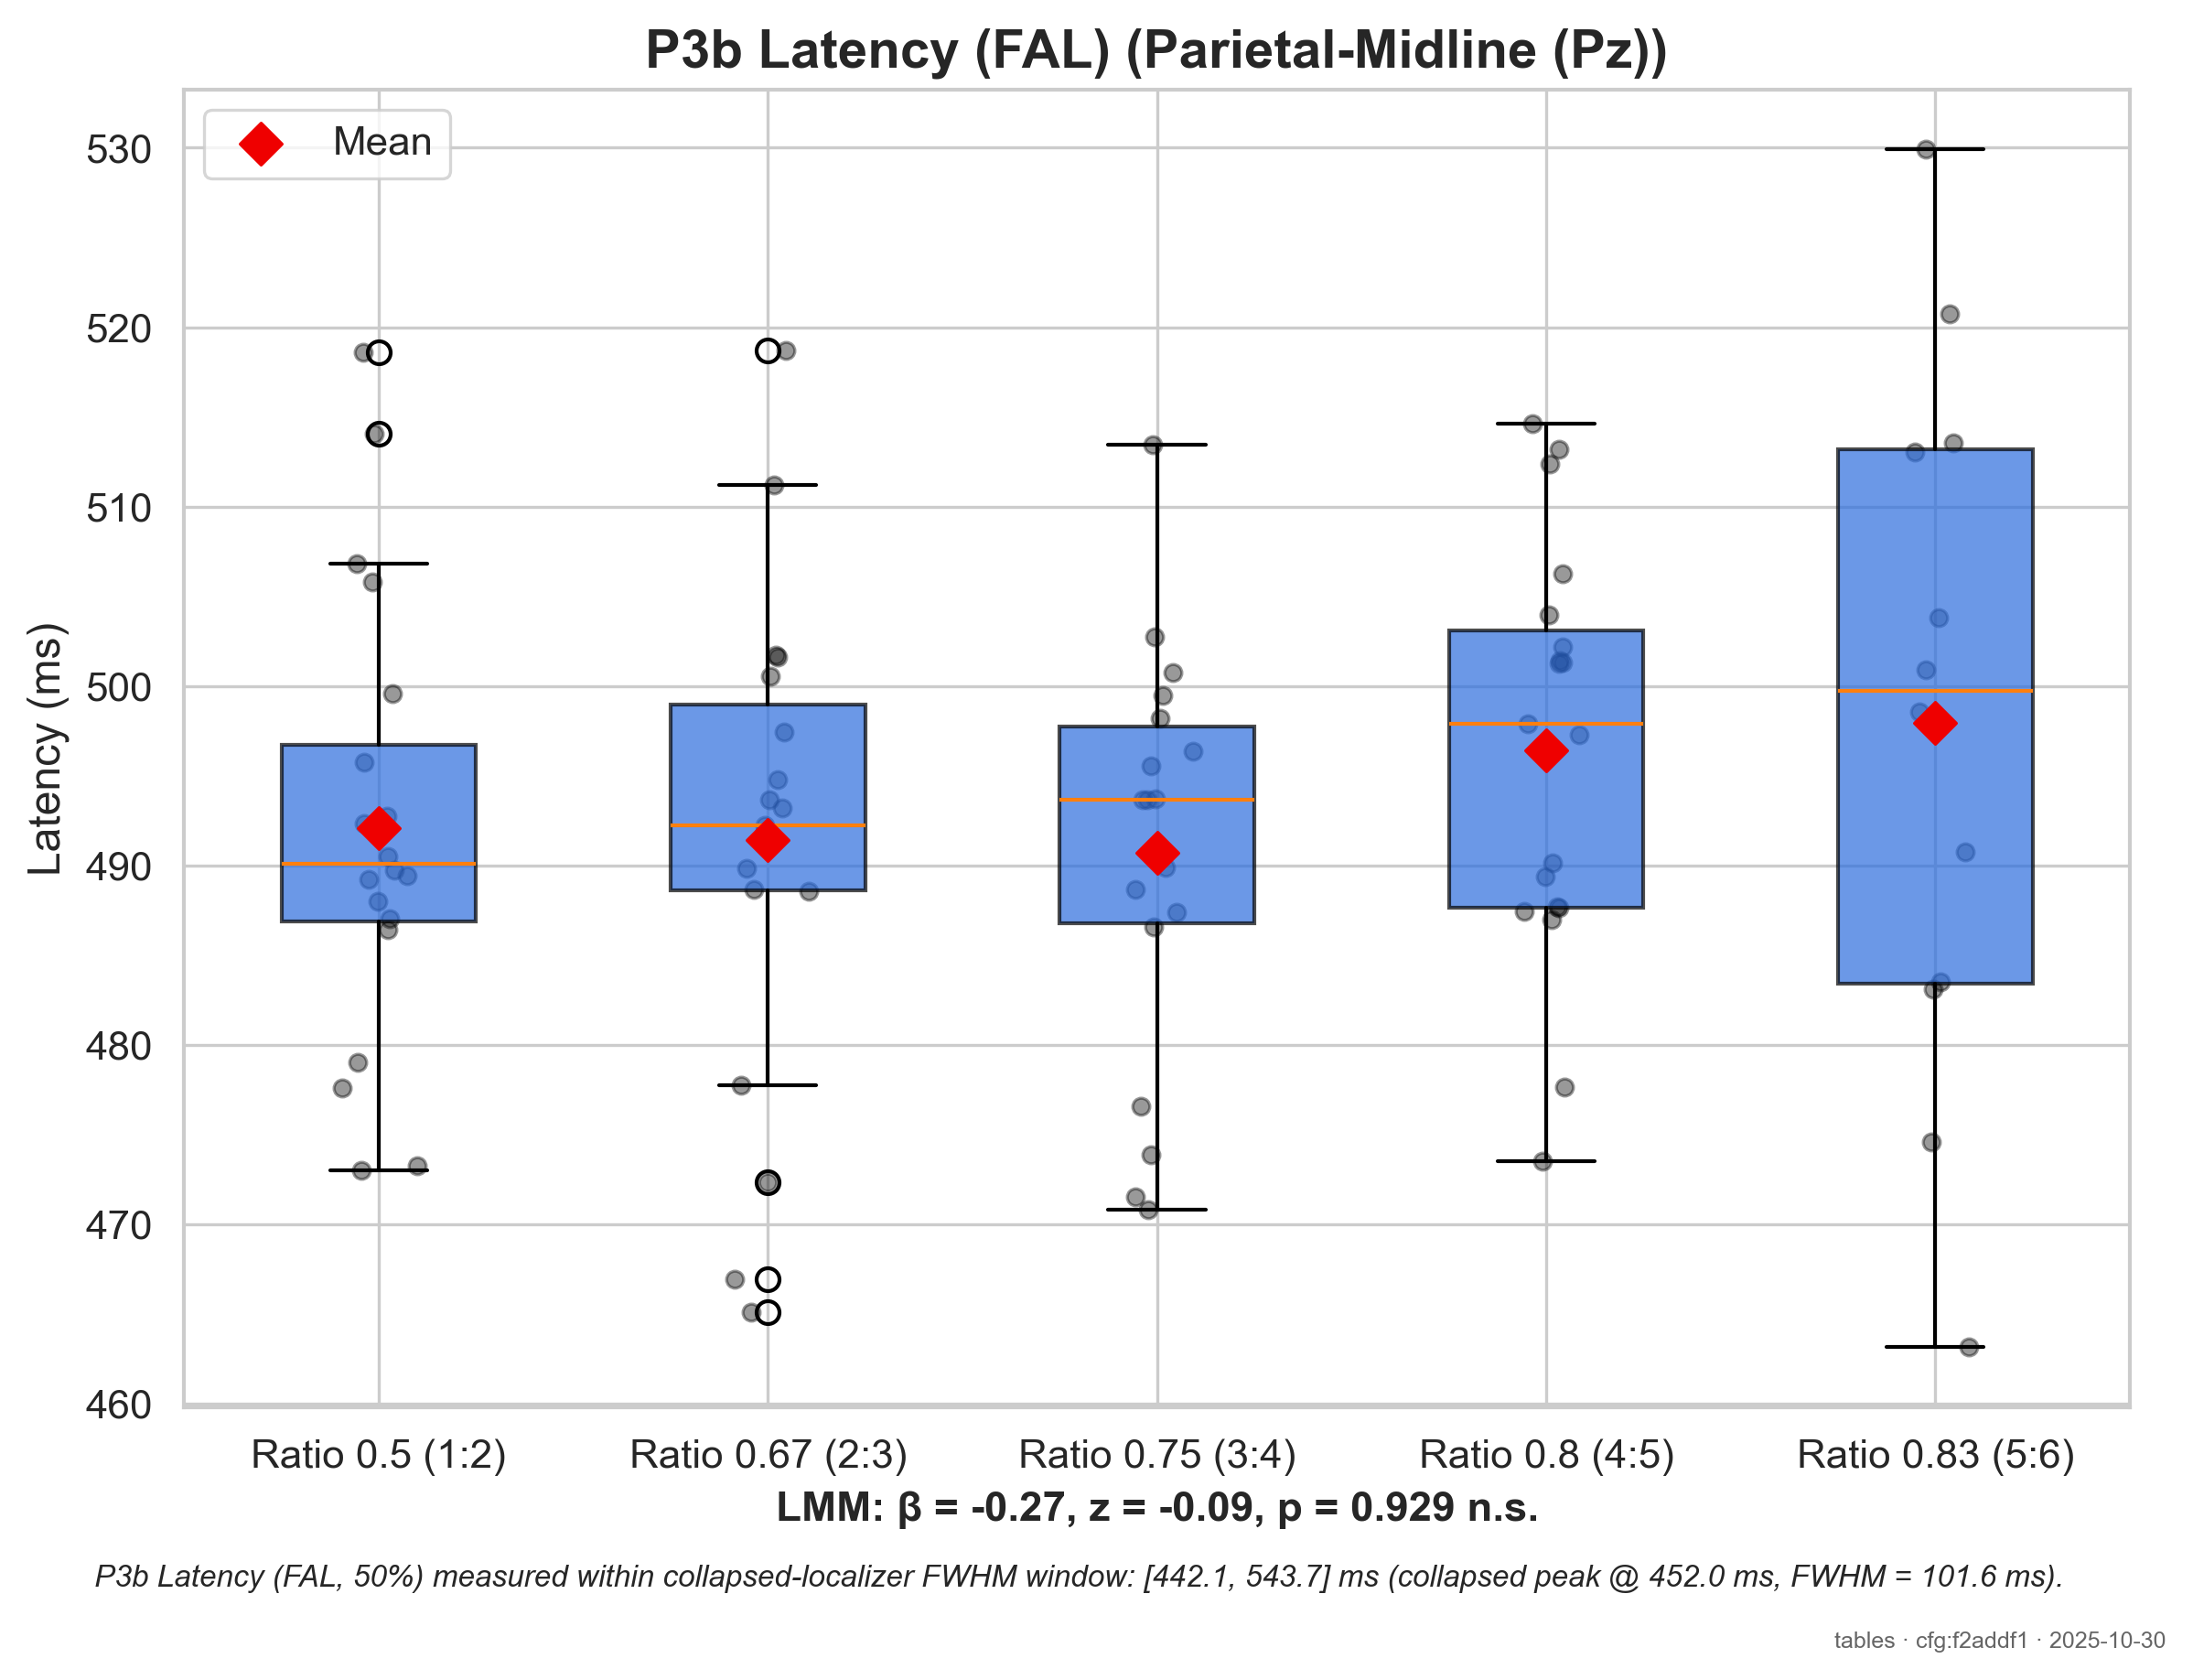 P3b Latency (FAL) (Parietal-Midline (Pz))
Mean
Latency (ms)
530
520
510
500
490
480
470
460
Ratio 0.5 (1:2)
Ratio 0.67 (2:3)
Ratio 0.75 (3:4)
Ratio 0.8 (4:5)
Ratio 0.83 (5:6)
LMM: β = -0.27, z = -0.09, p = 0.929 n.s.
P3b Latency (FAL, 50%) measured within collapsed-localizer FWHM window: [442.1, 543.7] ms (collapsed peak @ 452.0 ms, FWHM = 101.6 ms).
tables · cfg:f2addf1 · 2025-10-30